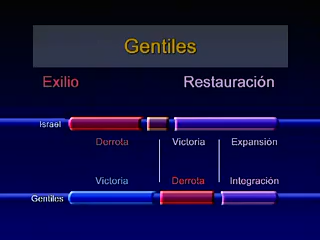 Gentiles
Exilio Restauración
Israel
Derrota Victoria Expansión
Victoria Derrota Integración
Gentiles